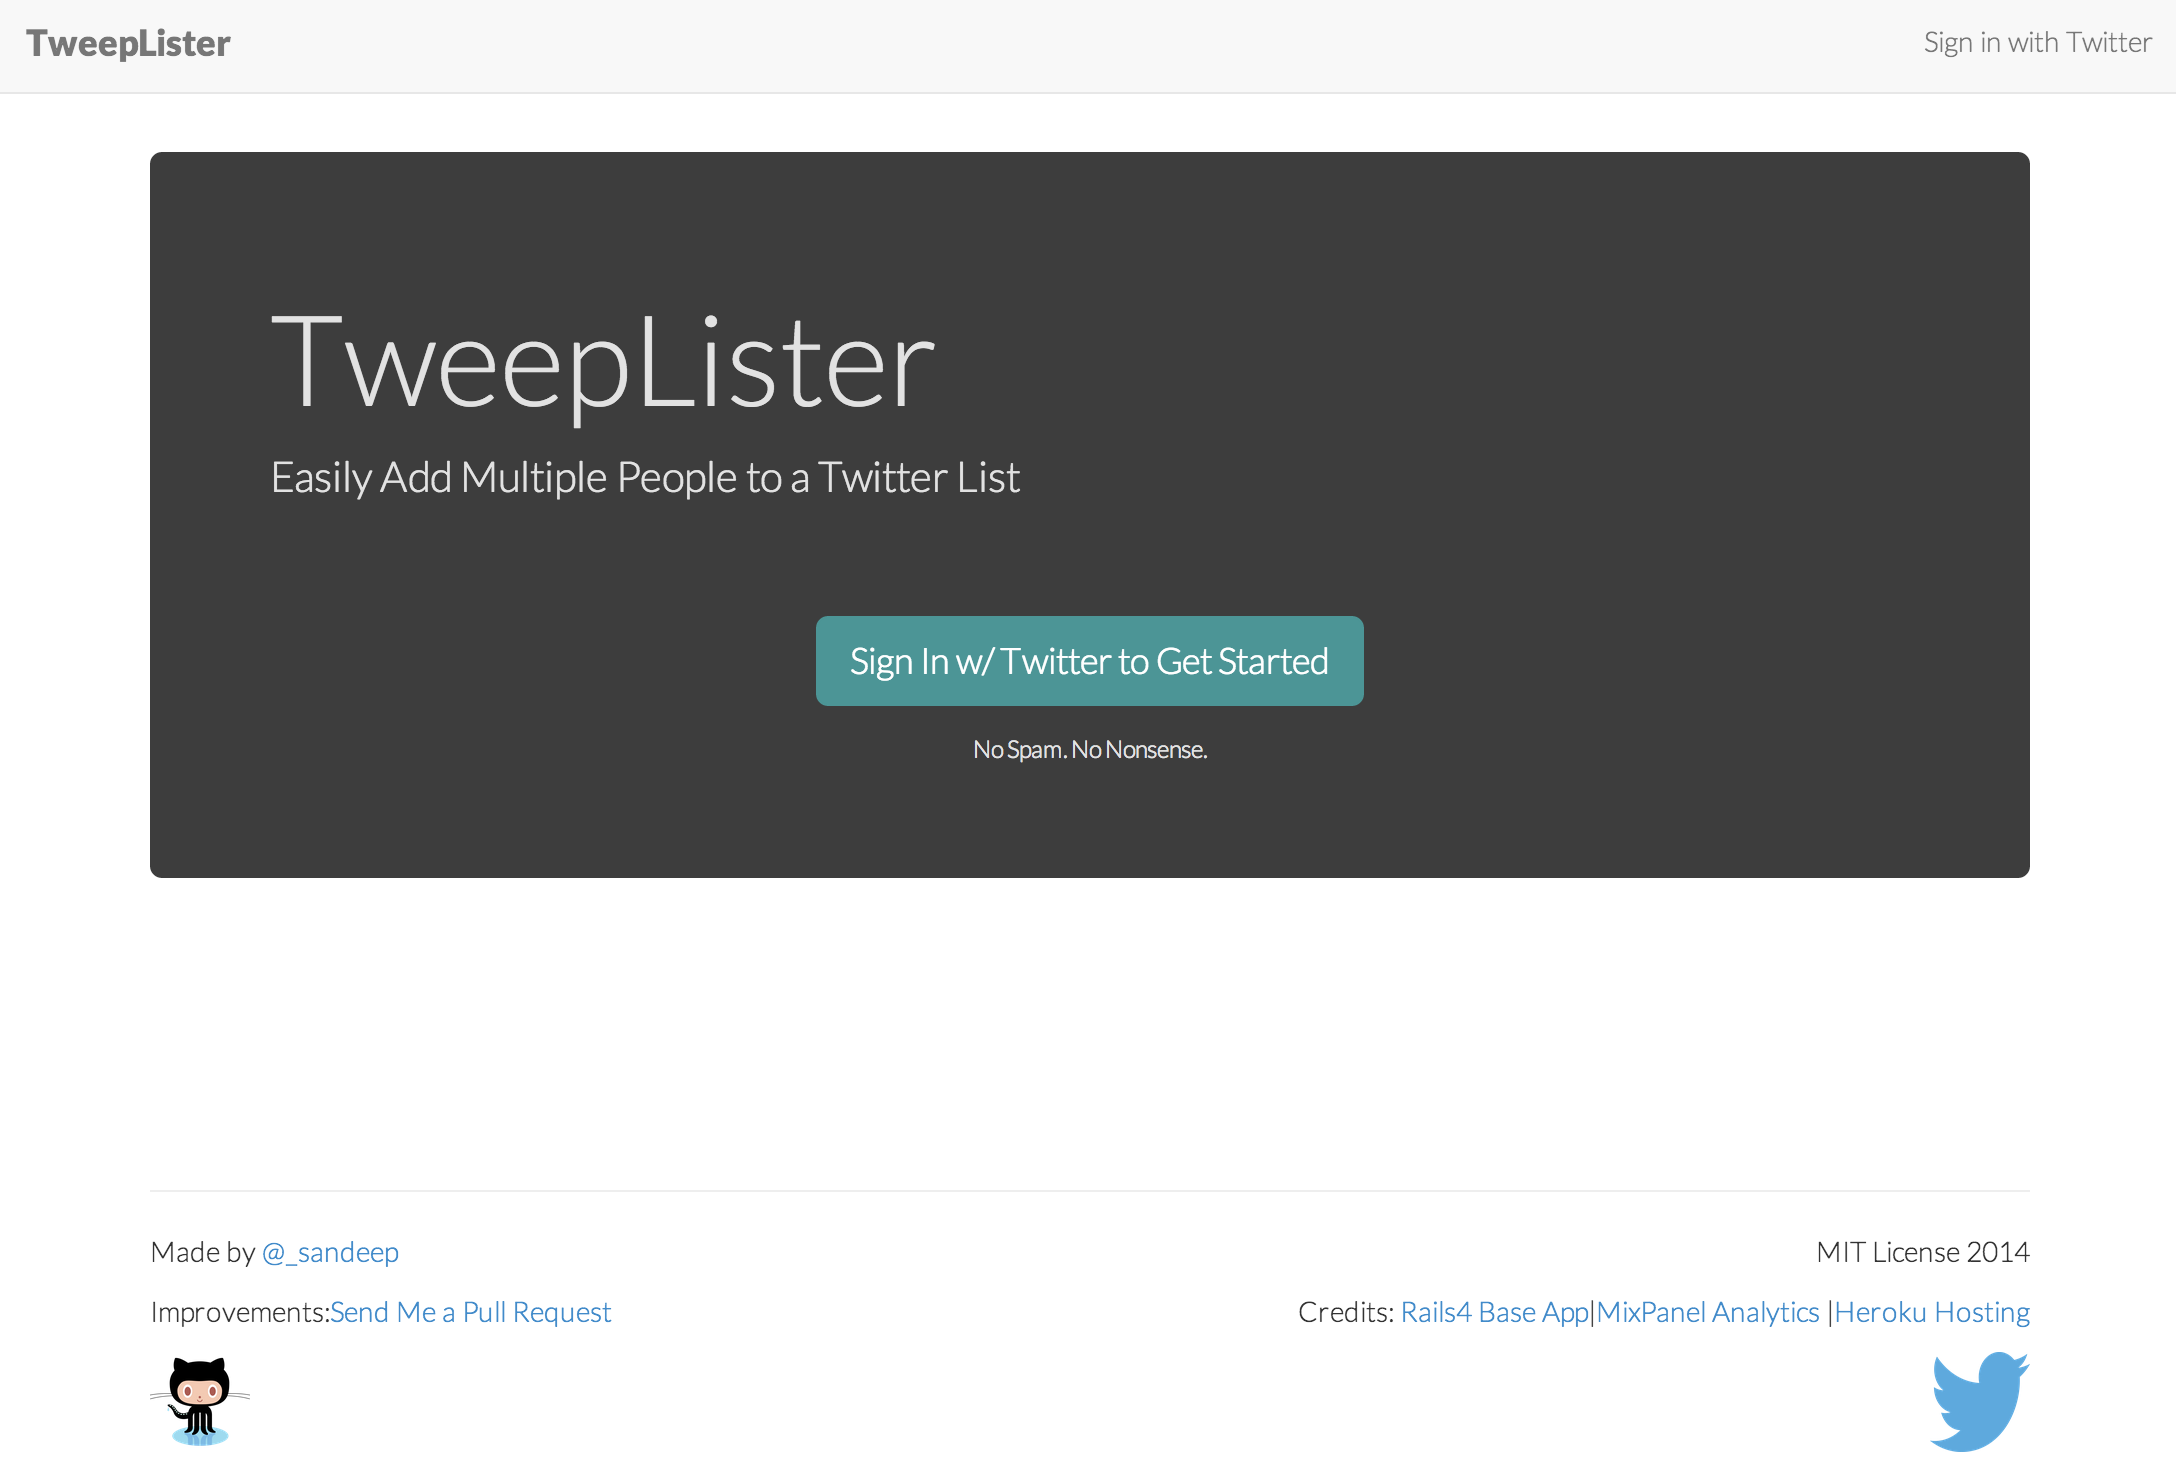 TweepLister
Sign in with Twitter
TweepLister
Easily Add Multiple People to a Twitter List
Sign In w/ Twitter to Get Started
No Spam. No Nonsense.
Made by @_sandeep
MIT License 2014
Improvements:Send Me a Pull Request
Credits: Rails4 Base App|MixPanel Analytics |Heroku Hosting